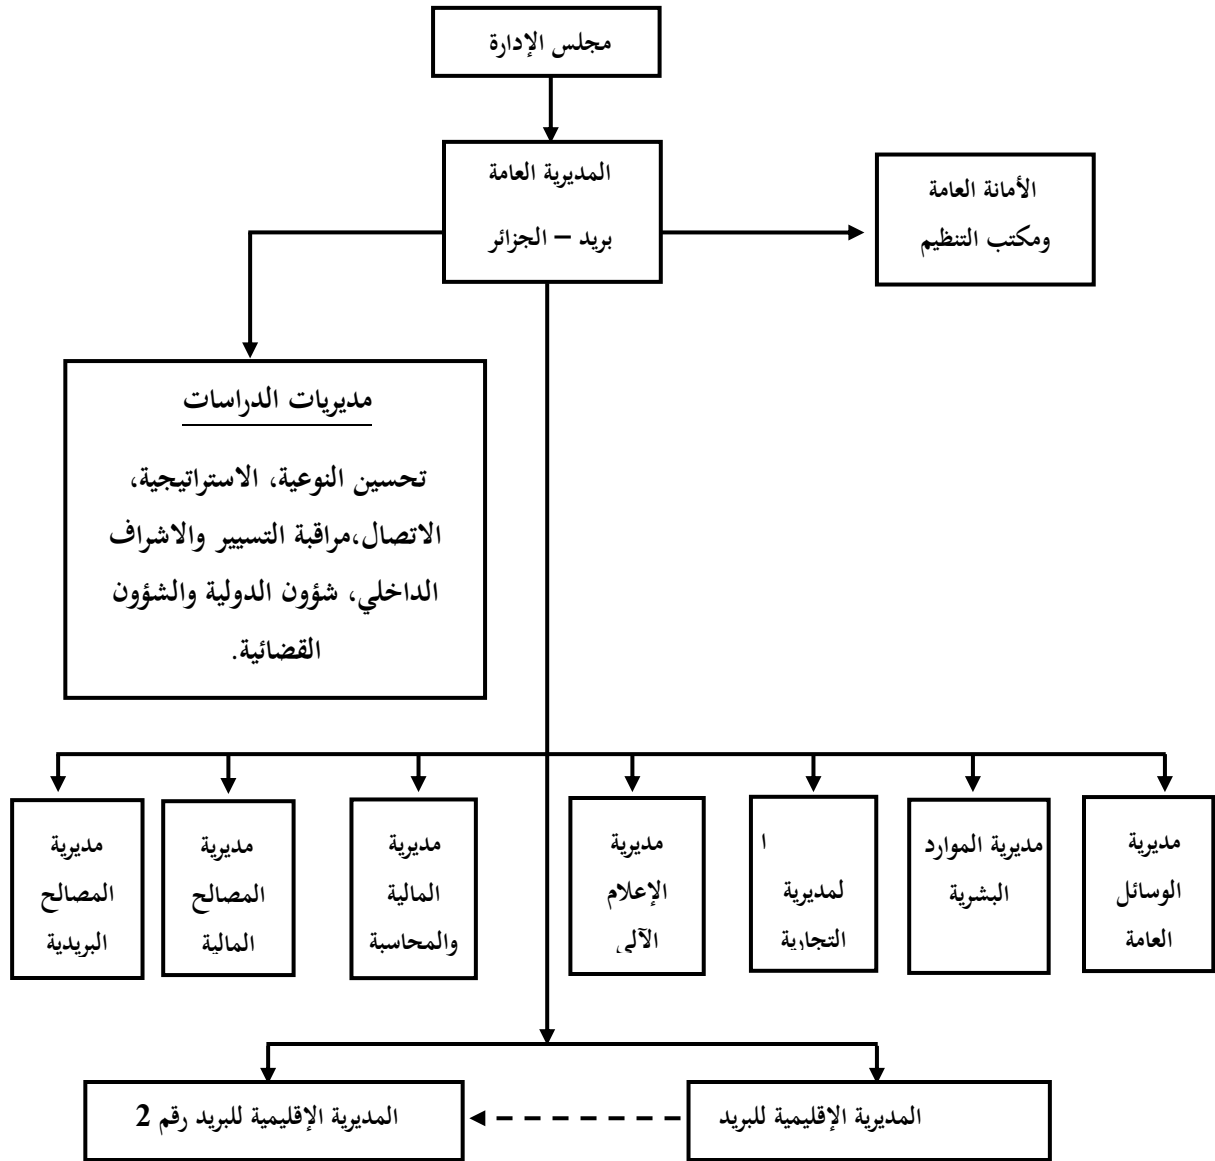 مجلس الإدارة
المديرية العامة
بريد – الجزائر
الأمانة العامة
ومكتب التنظيم
مديريات الدراسات
تحسين النوعية، الاستراتيجية،
الاتصال،مراقبة التسيير والاشراف
الداخلي، شؤون الدولية والشؤون
القضائية.
مديرية
الوسائل
العامة
مديرية الموارد
البشرية
ا
لمديرية
التجارية
مديرية
الإعلام
الآلي
مديرية
المالية
والمحاسبة
مديرية
المصالح
المالية
مديرية
المصالح
البريدية
المديرية الإقليمية للبريد
المديرية الإقليمية للبريد رقم 2